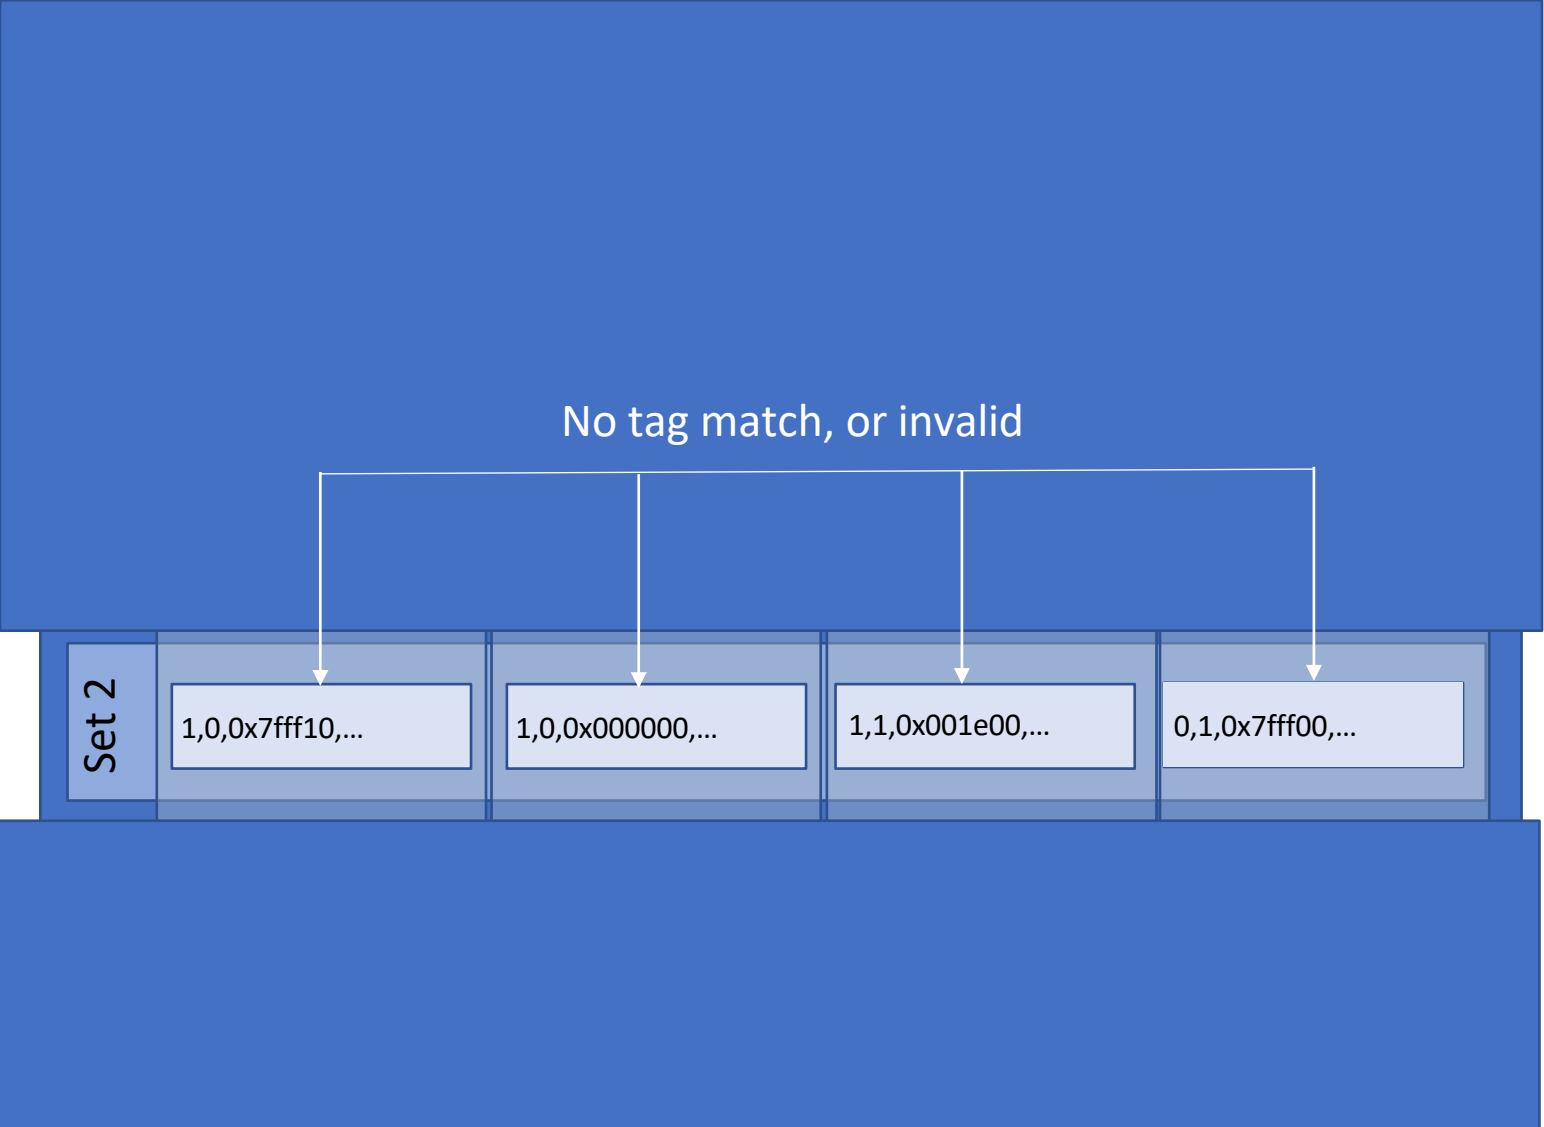 No tag match, or invalid
Set 2
1,0,0x7fff10,...
1,0,0x000000,...
1,1,0x001e00,...
0,1,0x7fff00,...